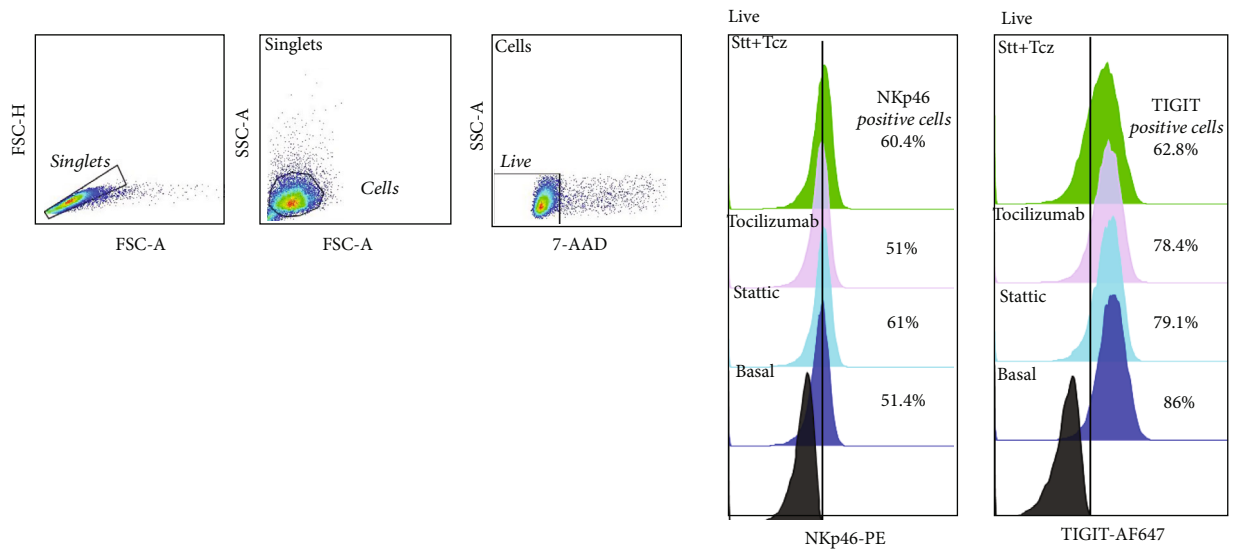 FSC-H
Singlets
FSC-A
Singlets
SSC-A
Cells
FSC-A
Cells
SSC-A
Live
7-AAD
Live
Stt+Tcz
NKp46
positive cells
60.4%
Tocilizumab
51%
Stattic
61%
Basal
51.4%
NKp46-PE
Live
Stt+Tcz
TIGIT
positive cells
62.8%
Tocilizumab
78.4%
Stattic
79.1%
Basal
86%
TIGIT-AF647